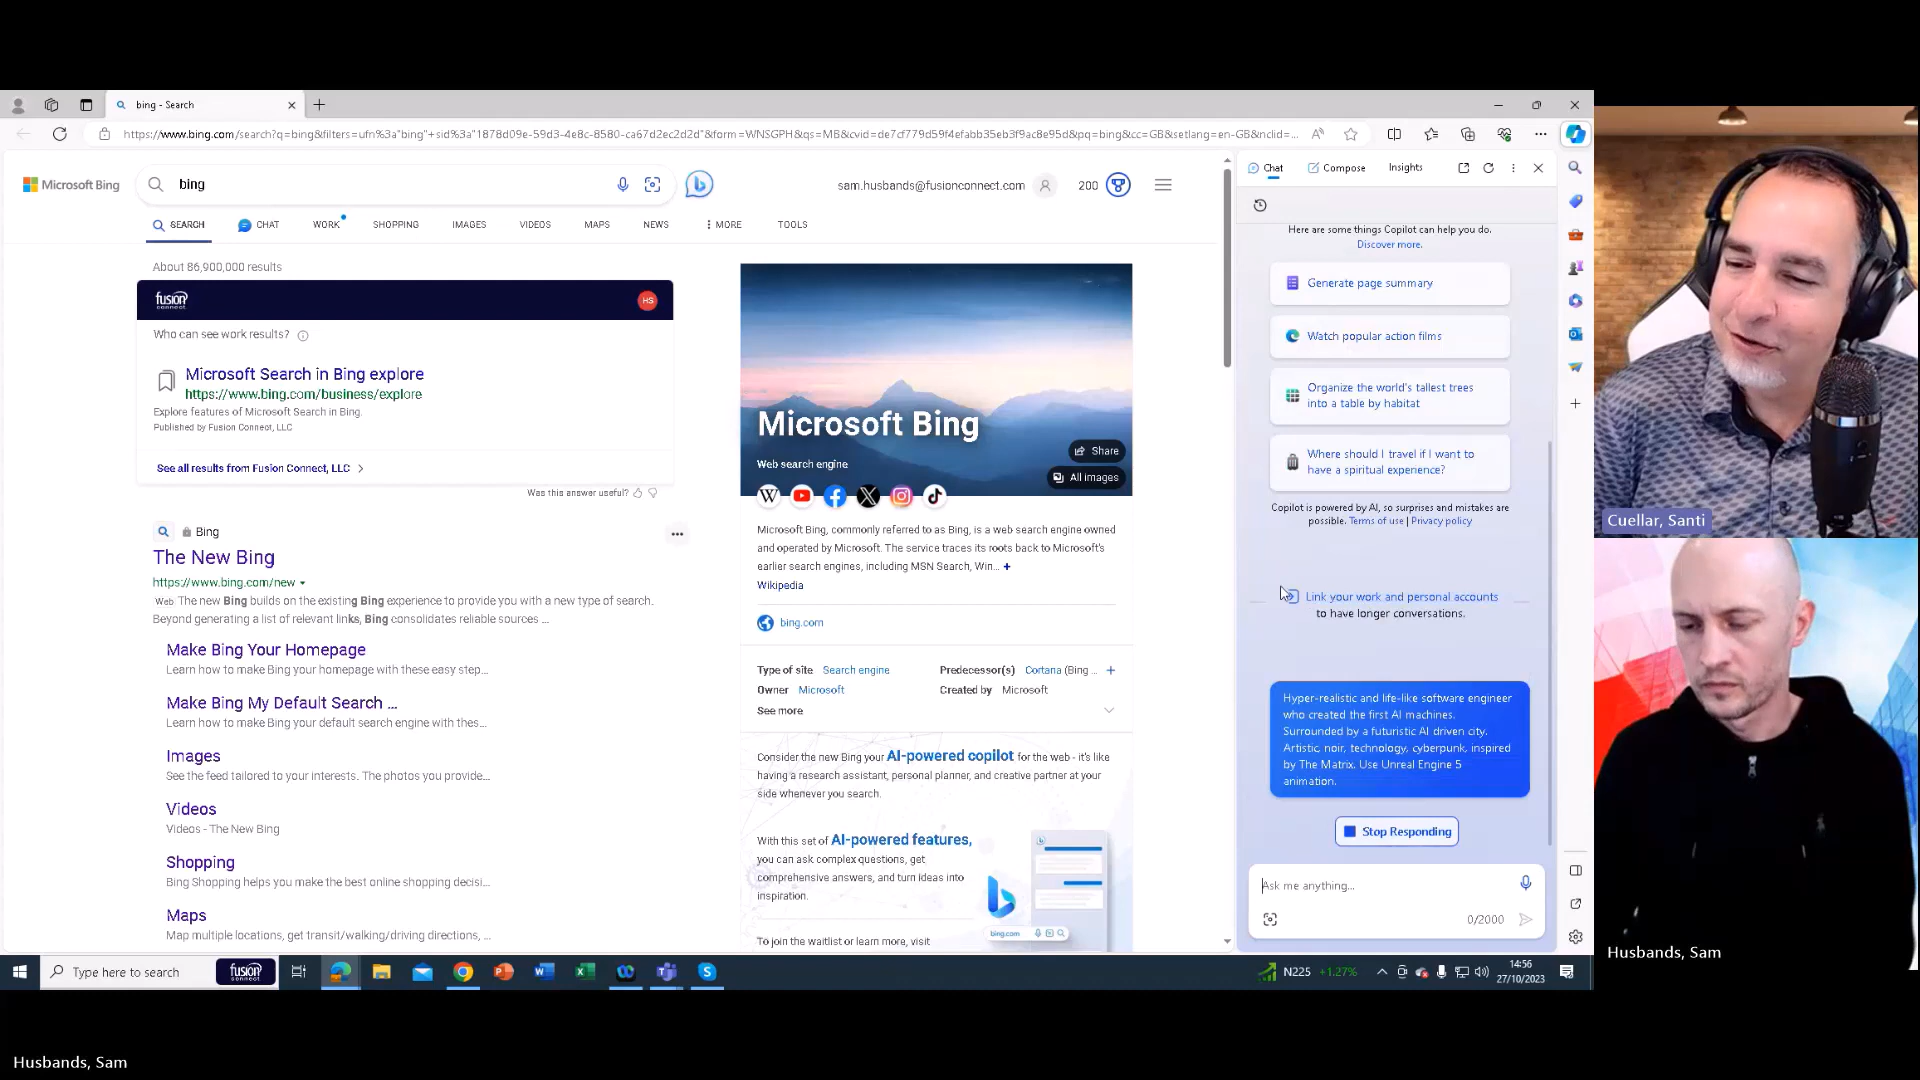 bing - Search
https://www.bing.com/search?q=bing&filters=ufn%3a"bing"+sid%3a"1878d09e-59d3-4e8c-8580-ca67d2ec2d2d"&form=WNSGPH&qs=MB&cvid=de7cf779d59f4efabb35eb3f9ac8e95d&pq=bing&cc=GB&setlang=en-GB&nclid=...
Microsoft Bing
bing
sam.husbands@fusionconnect.com
200
SEARCH
CHAT
WORK
SHOPPING
IMAGES
VIDEOS
MAPS
NEWS
MORE
TOOLS
About 86,900,000 results
fusion
connect
HS
Who can see work results?
Microsoft Search in Bing explore
https://www.bing.com/business/explore
Explore features of Microsoft Search in Bing.
Published by Fusion Connect, LLC
See all results from Fusion Connect, LLC
Was this answer useful?
Bing
The New Bing
https://www.bing.com/new
Web The new Bing builds on the existing Bing experience to provide you with a new type of search.
Beyond generating a list of relevant links, Bing consolidates reliable sources ...
Make Bing Your Homepage
Learn how to make Bing your homepage with these easy step...
Make Bing My Default Search ...
Learn how to make Bing your default search engine with thes...
Images
See the feed tailored to your interests. The photos you provide...
Videos
Videos - The New Bing
Shopping
Bing Shopping helps you make the best online shopping decisi...
Maps
Map multiple locations, get transit/walking/driving directions, ...
Microsoft Bing
Web search engine
Share
All images
Microsoft Bing, commonly referred to as Bing, is a web search engine owned
and operated by Microsoft. The service traces its roots back to Microsoft's
earlier search engines, including MSN Search, Win... +
Wikipedia
bing.com
Type of site Search engine
Predecessor(s) Cortana (Bing ... +
Owner Microsoft
Created by Microsoft
See more
Consider the new Bing your AI-powered copilot for the web - it's like
having a research assistant, personal planner, and creative partner at your
side whenever you search.
With this set of AI-powered features,
you can ask complex questions, get
comprehensive answers, and turn ideas into
inspiration.
bing.com
To join the waitlist or learn more, visit
Chat
Compose
Insights
Here are some things Copilot can help you do.
Discover more.
Generate page summary
Watch popular action films
Organize the world's tallest trees
into a table by habitat
Where should I travel if I want to
have a spiritual experience?
Copilot is powered by AI, so surprises and mistakes are
possible. Terms of use | Privacy policy
Link your work and personal accounts
to have longer conversations.
Hyper-realistic and life-like software engineer
who created the first AI machines.
Surrounded by a futuristic AI driven city.
Artistic, noir, technology, cyberpunk, inspired
by The Matrix. Use Unreal Engine 5
animation.
Stop Responding
Ask me anything...
0/2000
Type here to search
fusion
connect
N225 +1.27%
14:56
27/10/2023
Cuellar, Santi
Husbands, Sam
Husbands, Sam